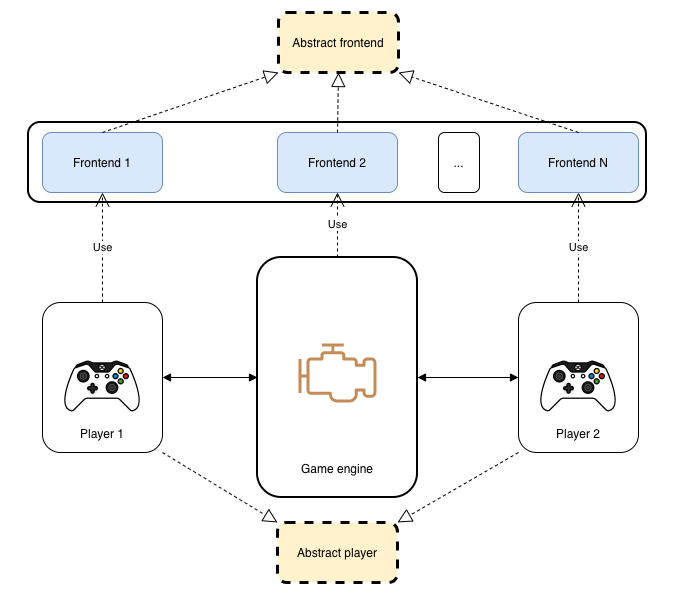 Abstract frontend
Frontend 1
Frontend 2
...
Frontend N
Use
Use
Use
Player 1
Game engine
Player 2
Abstract player